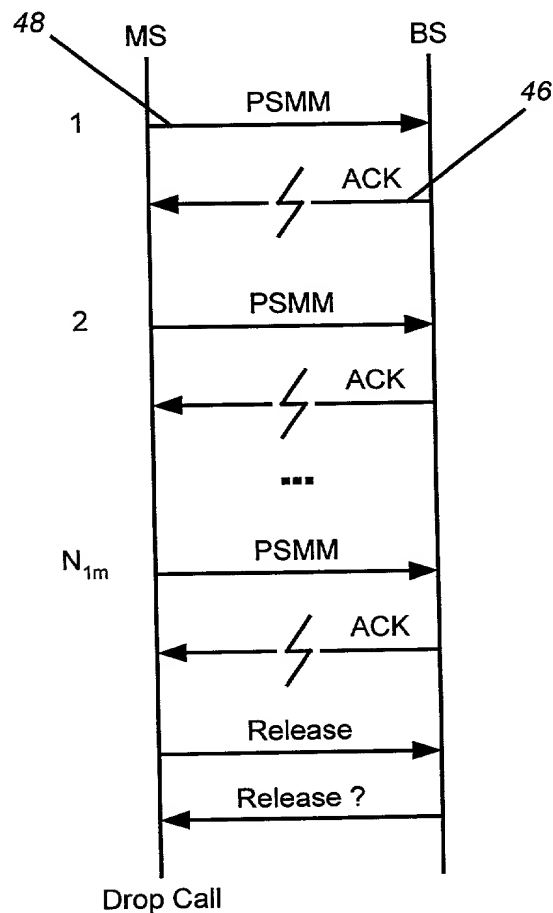 48
MS
BS
PSMM
46
1
ACK
PSMM
2
ACK
...
PSMM
N1m
ACK
Release
Release ?
Drop Call